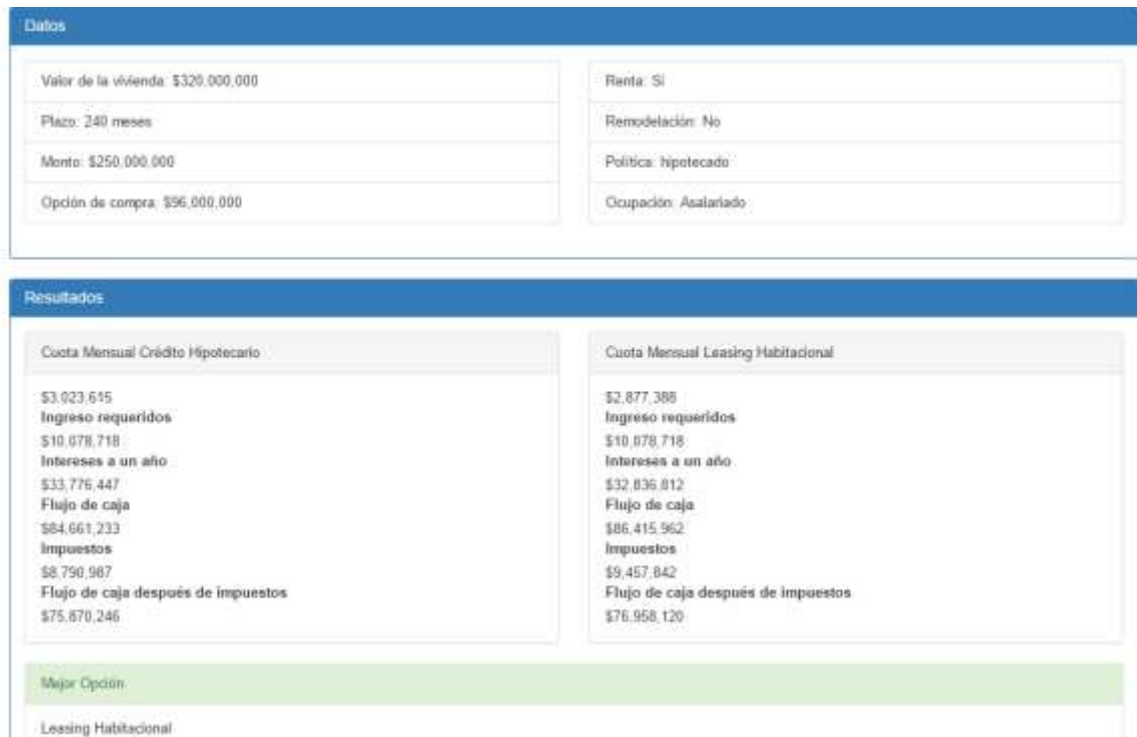 Datos
Valor de la vivienda: $320,000,000
Plazo: 240 meses
Monto: $250,000,000
Opción de compra: $96,000,000
Renta: Sí
Remodelación: No
Política: hipotecado
Ocupación: Asalariado
Resultados
Cuota Mensual Crédito Hipotecario
$3,023,615
Ingreso requeridos
$10,078,718
Intereses a un año
$33,776,447
Flujo de caja
$84,661,233
Impuestos
$8,790,987
Flujo de caja después de impuestos
$75,870,246
Cuota Mensual Leasing Habitacional
$2,877,388
Ingreso requeridos
$10,078,718
Intereses a un año
$32,836,812
Flujo de caja
$86,415,962
Impuestos
$9,457,842
Flujo de caja después de impuestos
$76,958,120
Mejor Opción
Leasing Habitacional